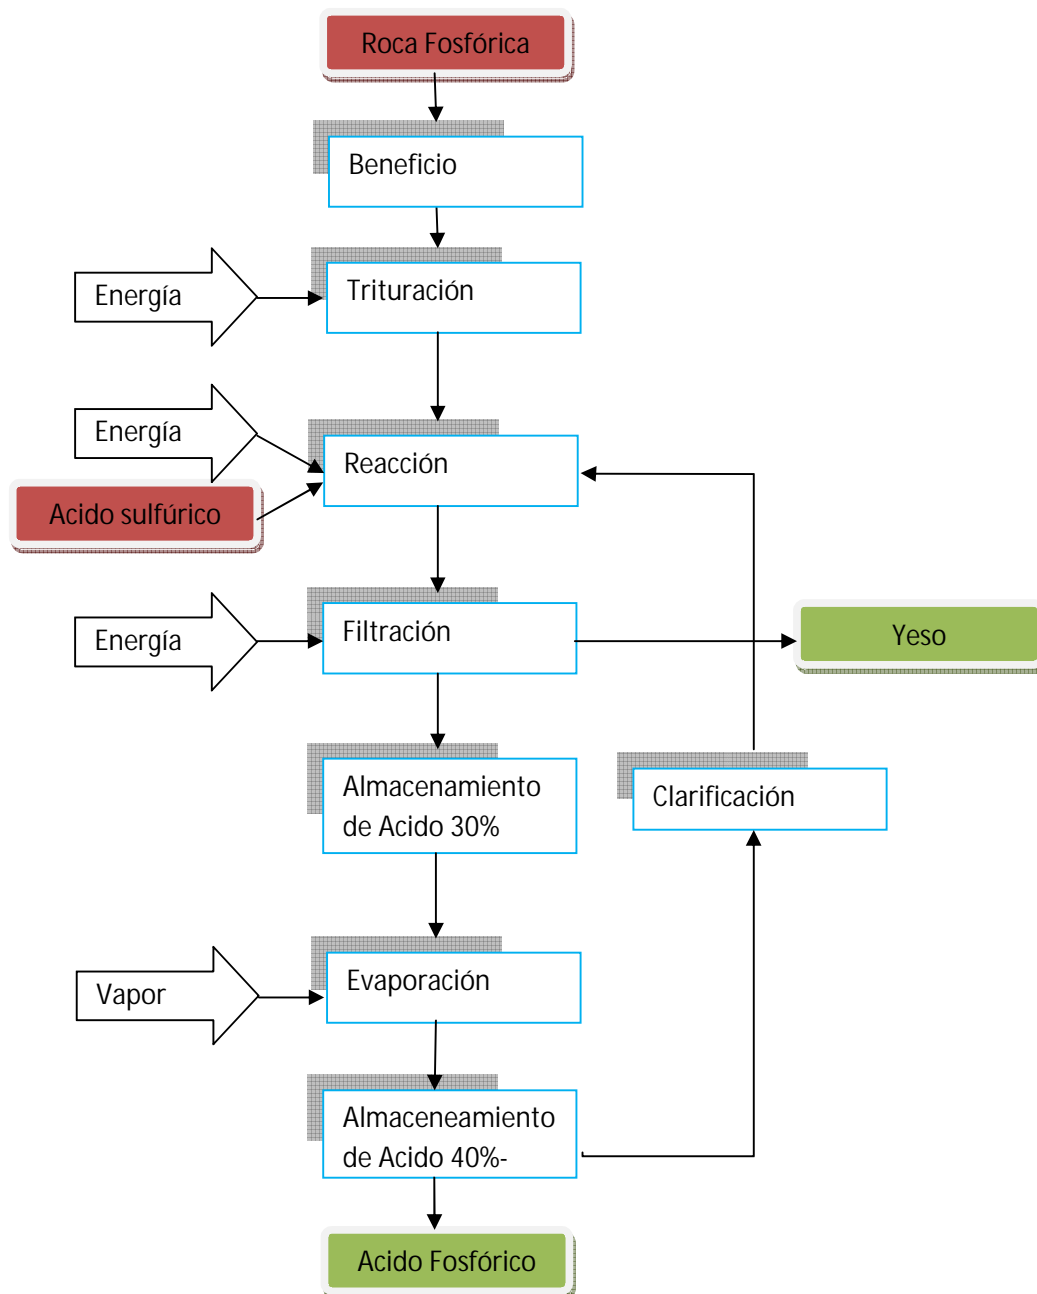 Roca Fosfórica
Beneficio
Energía
Trituración
Energía
Reacción
Acido sulfúrico
Energía
Filtración
Yeso
Almacenamiento
de Acido 30%
Clarificación
Vapor
Evaporación
Almaceneamiento
de Acido 40%-
Acido Fosfórico